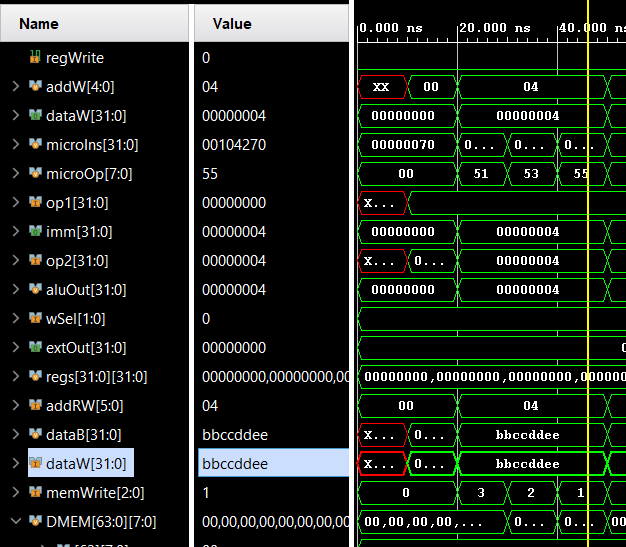 Name Value
0.000 ns 20.000 ns 40.000 ns
regWrite 0
addW[4:0] 04 XX 00 04
dataW[31:0] 00000004 00000000 00000004
microIns[31:0] 00104270 00000070 0... 0... 0...
microOp[7:0] 55 00 51 53 55
op1[31:0] 00000000 X...
imm[31:0] 00000004 00000000 00000004
op2[31:0] 00000004 X... 0... 00000004
aluOut[31:0] 00000004 00000000 00000004
wSel[1:0] 0
extOut[31:0] 00000000 0
regs[31:0][31:0] 00000000,00000000,00 00000000,00000000,00000000,000000
addRW[5:0] 04 00 04
dataB[31:0] bbccddee X... 0... bbccddee
dataW[31:0] bbccddee X... 0... bbccddee
memWrite[2:0] 1 0 3 2 1
DMEM[63:0][7:0] 00,00,00,00,00,00,00, 00,00,00,00,... 0... 0... 00